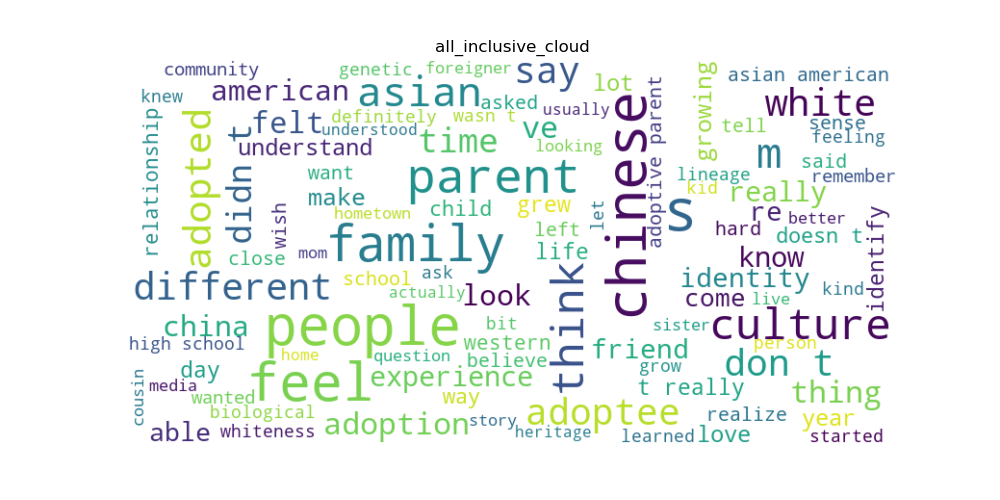 all_inclusive_cloud
community
genetic
foreigner
say
lot
asian american
knew
american
asian
asked
usually
white
relationship
adopted
didn t
felt
definitely
wasn t
understood
understand
time
ve
looking
chinese
adoptive parent
growing
tell
sense
feeling
m
said
want
make
parent
lineage
remember
kid
really
wish
hometown
child
grew
let
s
re
better
hard
doesn t
identify
mom
family
left
life
close
know
different
school
ask
actually
look
think
identity
come
live
kind
china
people
bit
western
sister
culture
high school
home
question
believe
friend
person
don t
day
media
cousin
wanted
feel
experience
way
grow
t really
thing
biological
adoption
story
adoptee
realize
year
able
whiteness
heritage
learned
love
started